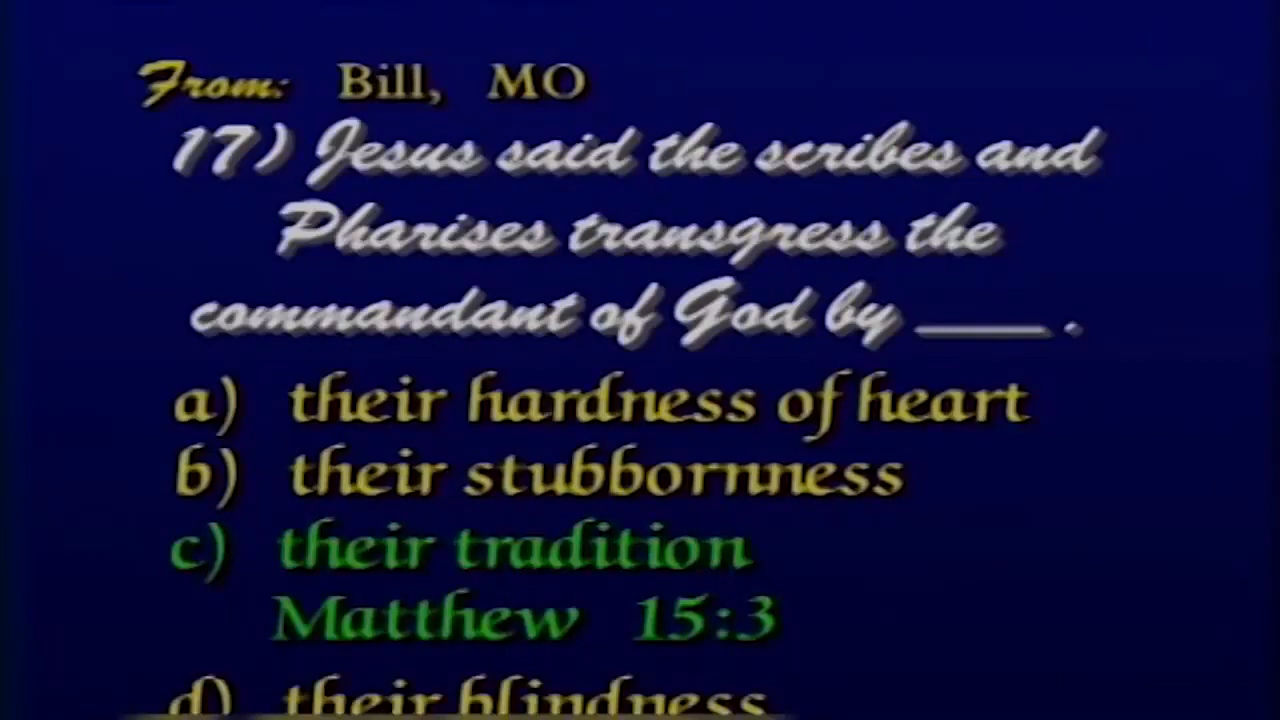 From: Bill, MO
17) Jesus said the scribes and
Pharises transgress the
commandant of God by ____ .
a) their hardness of heart
b) their stubbornness
c) their tradition
Matthew 15:3
d) their blindness